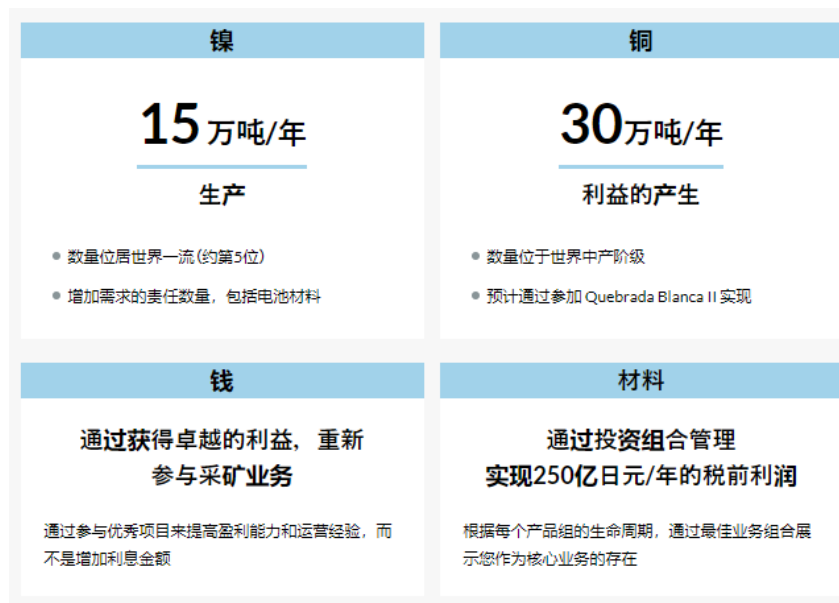 镍
15 万吨/年
生产
数量位居世界一流(约第5位)
增加需求的责任数量，包括电池材料
铜
30万吨/年
利益的产生
数量位于世界中产阶级
预计通过参加 Quebrada Blanca II 实现
钱
通过获得卓越的利益，重新
参与采矿业务
通过参与优秀项目来提高盈利能力和运营经验，而
不是增加利息金额
材料
通过投资组合管理
实现250亿日元/年的税前利润
根据每个产品组的生命周期，通过最佳业务组合展
示您作为核心业务的存在